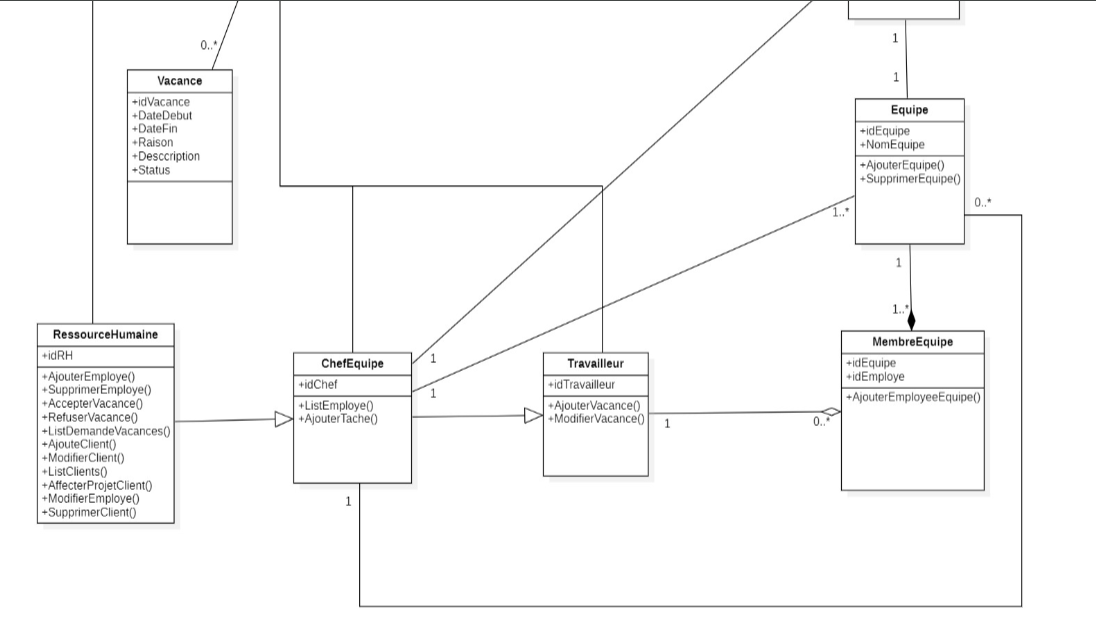 0..*
Vacance
+idVacance
+DateDebut
+DateFin
+Raison
+Desccription
+Status
1
1
Equipe
+idEquipe
+NomEquipe
+AjouterEquipe()
+SupprimerEquipe()
1..*
0..*
1
1..*
RessourceHumaine
+idRH
+AjouterEmploye()
+SupprimerEmploye()
+AccepterVacance()
+RefuserVacance()
+ListDemandeVacances()
+AjouteClient()
+ModifierClient()
+ListClients()
+AffecterProjetClient()
+ModifierEmploye()
+SupprimerClient()
ChefEquipe
+idChef
+ListEmploye()
+AjouterTache()
1
1
1
Travailleur
+idTravailleur
+AjouterVacance()
+ModifierVacance()
1
0..*
MembreEquipe
+idEquipe
+idEmploye
+AjouterEmployeeEquipe()